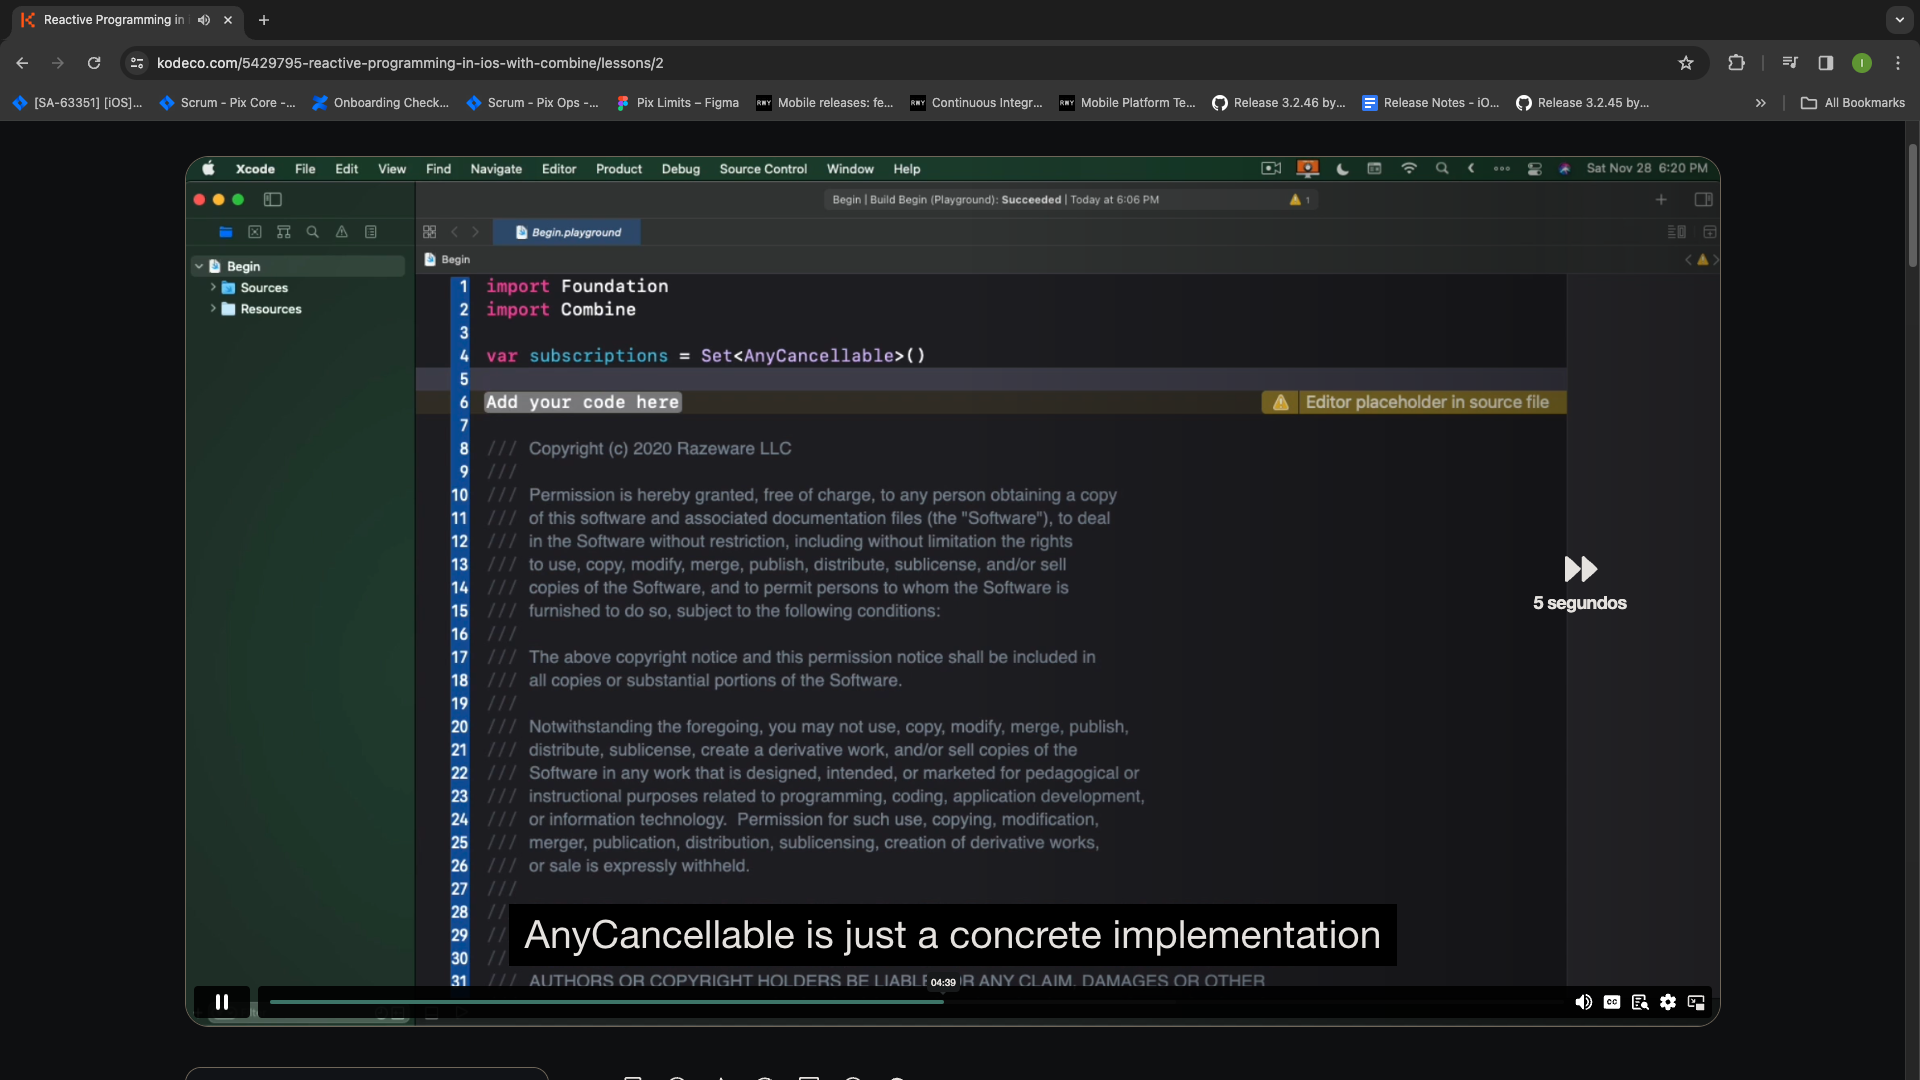 Reactive Programming in i
kodeco.com/5429795-reactive-programming-in-ios-with-combine/lessons/2
I
[SA-63351] [iOS]...
Scrum - Pix Core -...
Onboarding Check...
Scrum - Pix Ops -...
Pix Limits – Figma
RWY Mobile releases: fe...
RWY Continuous Integr...
RWY Mobile Platform Te...
Release 3.2.46 by...
Release Notes - iO...
Release 3.2.45 by...
All Bookmarks
Xcode File Edit View Find Navigate Editor Product Debug Source Control Window Help
Sat Nov 28 6:20 PM
Begin | Build Begin (Playground): Succeeded | Today at 6:06 PM
1
Begin.playground
Begin
Sources
Resources
Begin
1 import Foundation
2 import Combine
3
4 var subscriptions = Set<AnyCancellable>()
5
6 Add your code here
Editor placeholder in source file
7
8 /// Copyright (c) 2020 Razeware LLC
9 ///
10 /// Permission is hereby granted, free of charge, to any person obtaining a copy
11 /// of this software and associated documentation files (the "Software"), to deal
12 /// in the Software without restriction, including without limitation the rights
13 /// to use, copy, modify, merge, publish, distribute, sublicense, and/or sell
14 /// copies of the Software, and to permit persons to whom the Software is
15 /// furnished to do so, subject to the following conditions:
16 ///
17 /// The above copyright notice and this permission notice shall be included in
18 /// all copies or substantial portions of the Software.
19 ///
20 /// Notwithstanding the foregoing, you may not use, copy, modify, merge, publish,
21 /// distribute, sublicense, create a derivative work, and/or sell copies of the
22 /// Software in any work that is designed, intended, or marketed for pedagogical or
23 /// instructional purposes related to programming, coding, application development,
24 /// or information technology.  Permission for such use, copying, modification,
25 /// merger, publication, distribution, sublicensing, creation of derivative works,
26 /// or sale is expressly withheld.
27 ///
28 //
29 //
30 //
31 /// AUTHORS OR COPYRIGHT HOLDERS BE LIABL R ANY CLAIM, DAMAGES OR OTHER
5 segundos
AnyCancellable is just a concrete implementation
04:39
CC